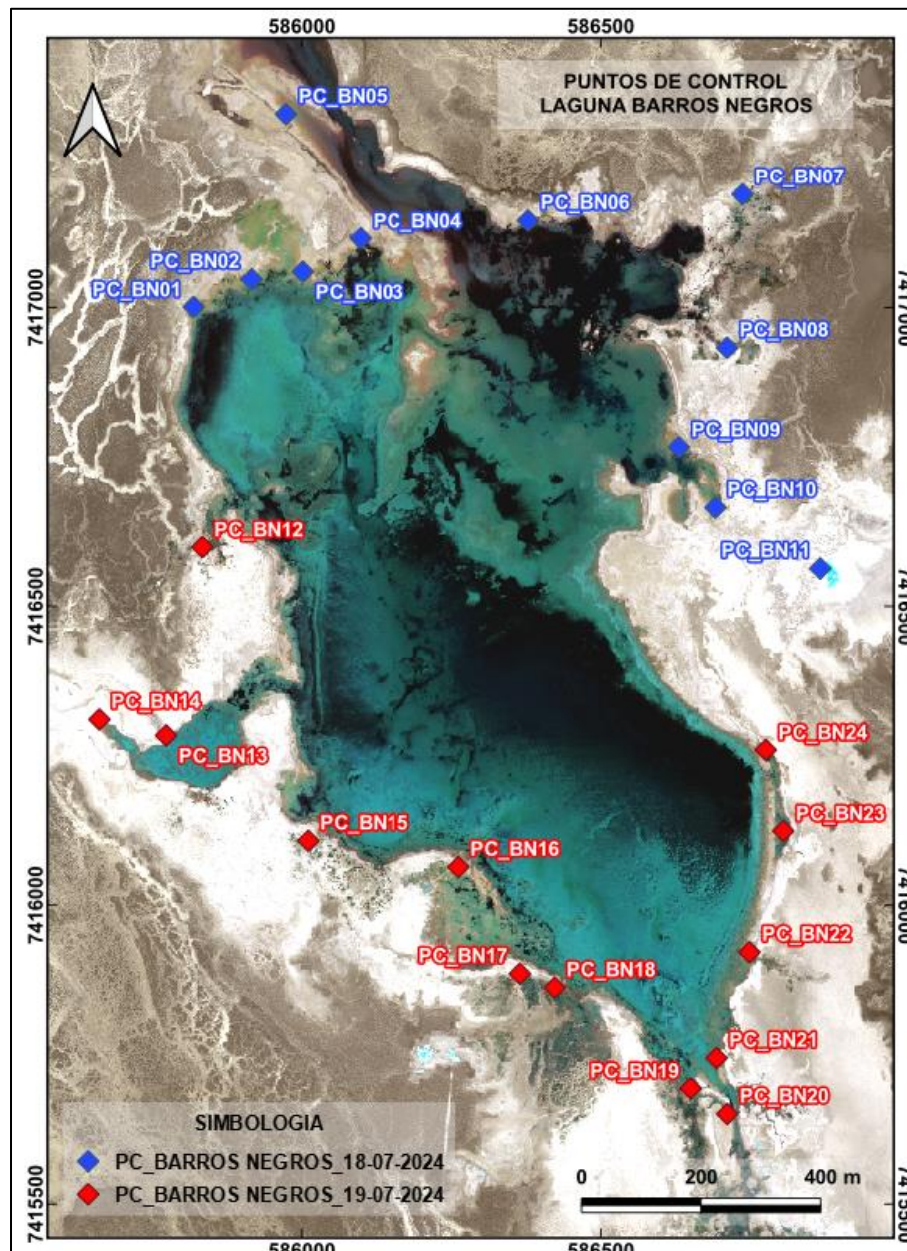 586000
586500
PUNTOS DE CONTROL
LAGUNA BARROS NEGROS
PC_BN05
PC_BN07
PC_BN06
PC_BN04
PC_BN02
PC_BN01
PC_BN03
7417000
7417000
PC_BN08
PC_BN09
PC_BN10
PC_BN12
PC_BN11
7416500
7416500
PC_BN14
PC_BN13
PC_BN24
PC_BN15
PC_BN23
PC_BN16
7416000
7416000
PC_BN17
PC_BN22
PC_BN18
PC_BN21
PC_BN19
PC_BN20
SIMBOLOGIA
PC_BARROS NEGROS_18-07-2024
PC_BARROS NEGROS_19-07-2024
0 200 400 m
7415500
7415500
586000
586500